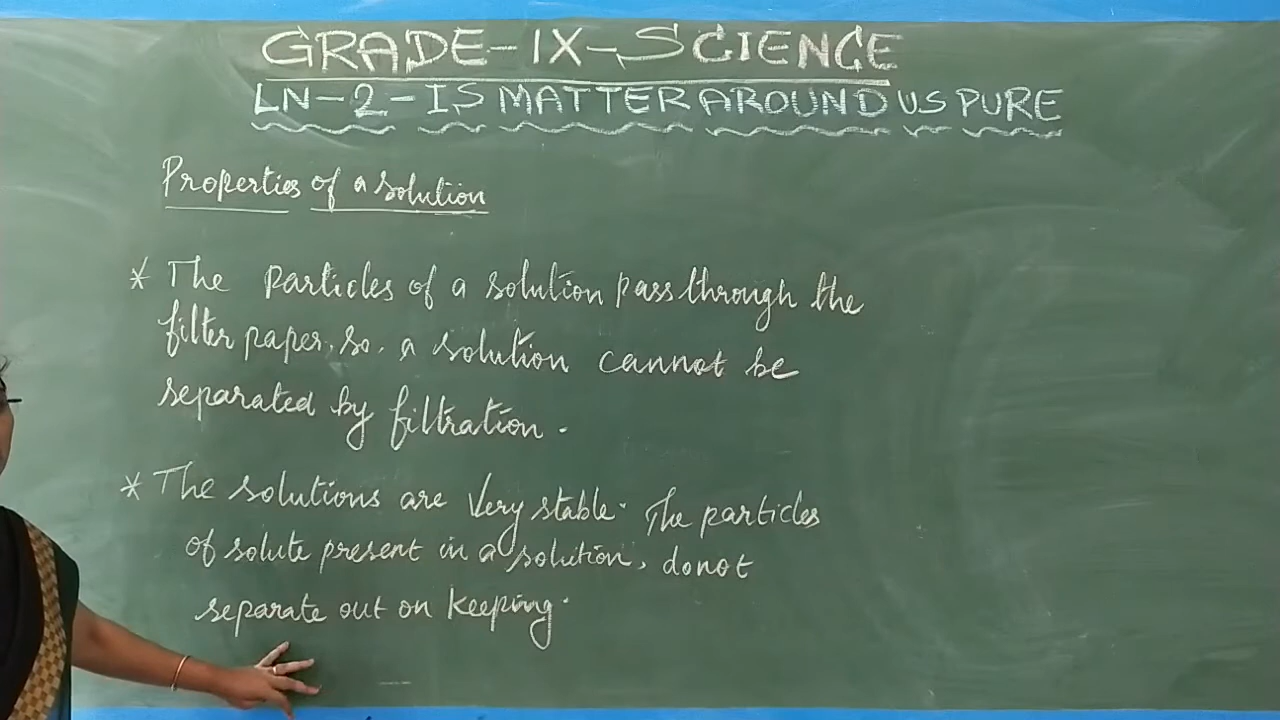 GRADE-IX-SCIENCE
LN-2-IS MATTER AROUND US PURE
Properties of a solution
* The particles of a solution pass through the
filter paper. So, a solution cannot be
separated by filtration.
* The solutions are very stable. The particles
of solute present in a solution, donot
separate out on keeping.